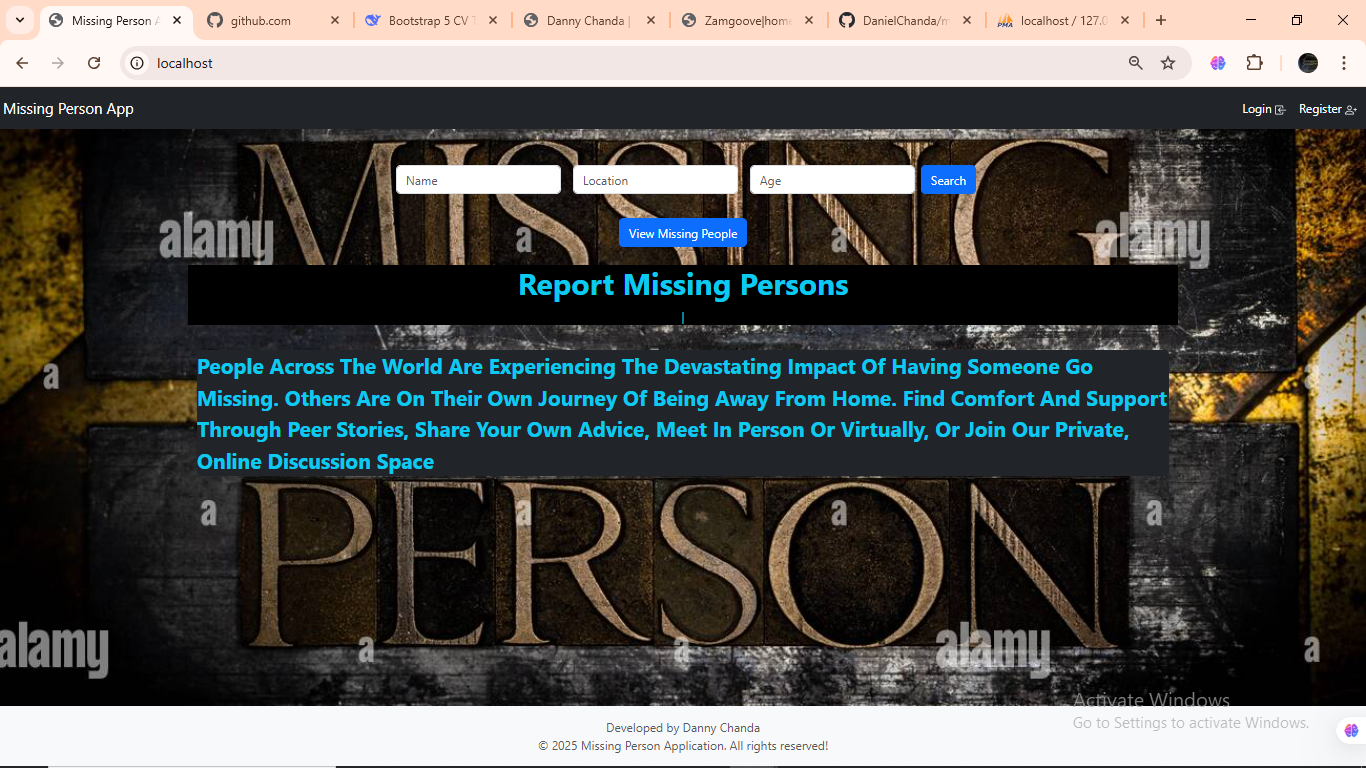 Missing Person A
github.com
Bootstrap 5 CV T
Danny Chanda |
Zamgoove|home
DanielChanda/m
localhost / 127.0
localhost
Missing Person App
Login
Register
MISSING
Name
Location
Age
Search
alamy
a
a
alamy
View Missing People
Report Missing Persons
|
a
People Across The World Are Experiencing The Devastating Impact Of Having Someone Go
Missing. Others Are On Their Own Journey Of Being Away From Home. Find Comfort And Support
Through Peer Stories, Share Your Own Advice, Meet In Person Or Virtually, Or Join Our Private,
Online Discussion Space
PERSON
a
a
a
a
alamy
a
a
alamy
a
Activate Windows
Go to Settings to activate Windows.
Developed by Danny Chanda
© 2025 Missing Person Application. All rights reserved!